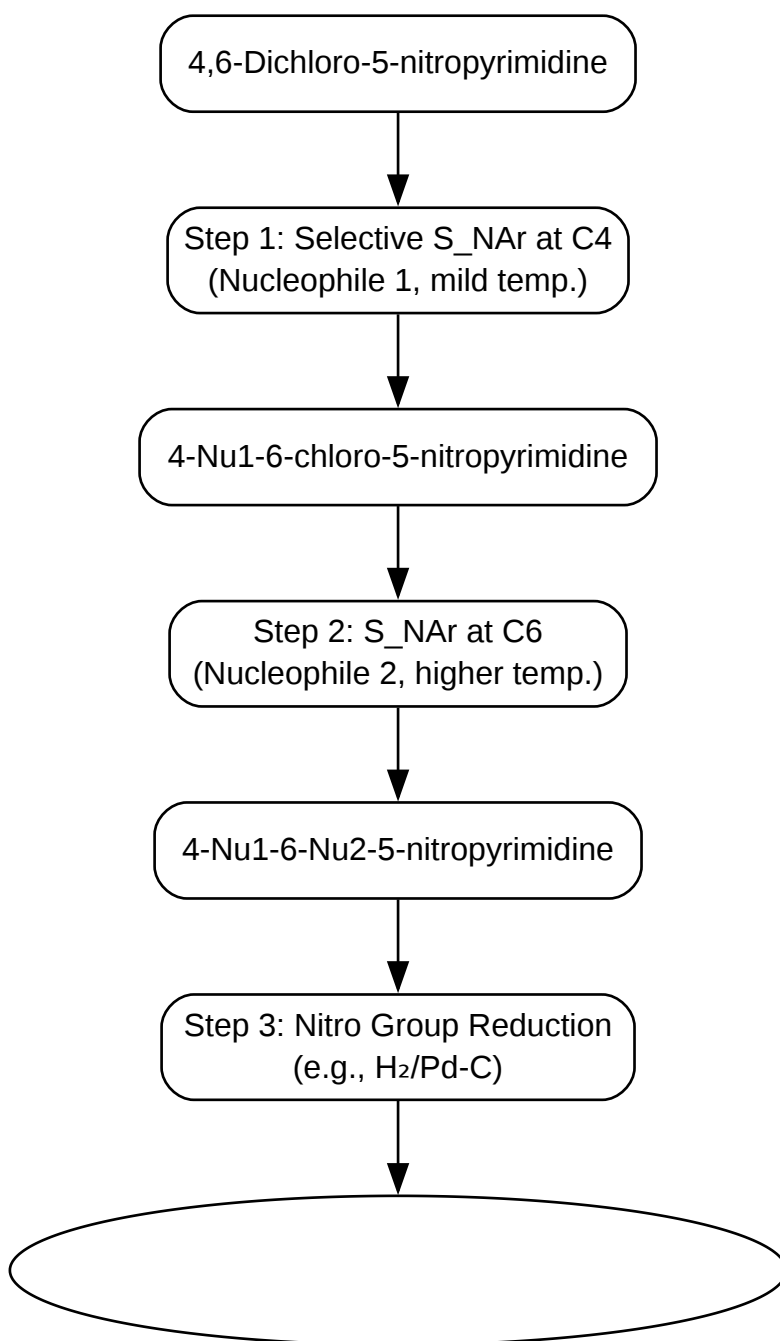 4,6-Dichloro-5-nitropyrimidine
Step 1: Selective S_NAr at C4
(Nucleophile 1, mild temp.)
4-Nu1-6-chloro-5-nitropyrimidine
Step 2: S_NAr at C6
(Nucleophile 2, higher temp.)
4-Nu1-6-Nu2-5-nitropyrimidine
Step 3: Nitro Group Reduction
(e.g., H₂/Pd-C)